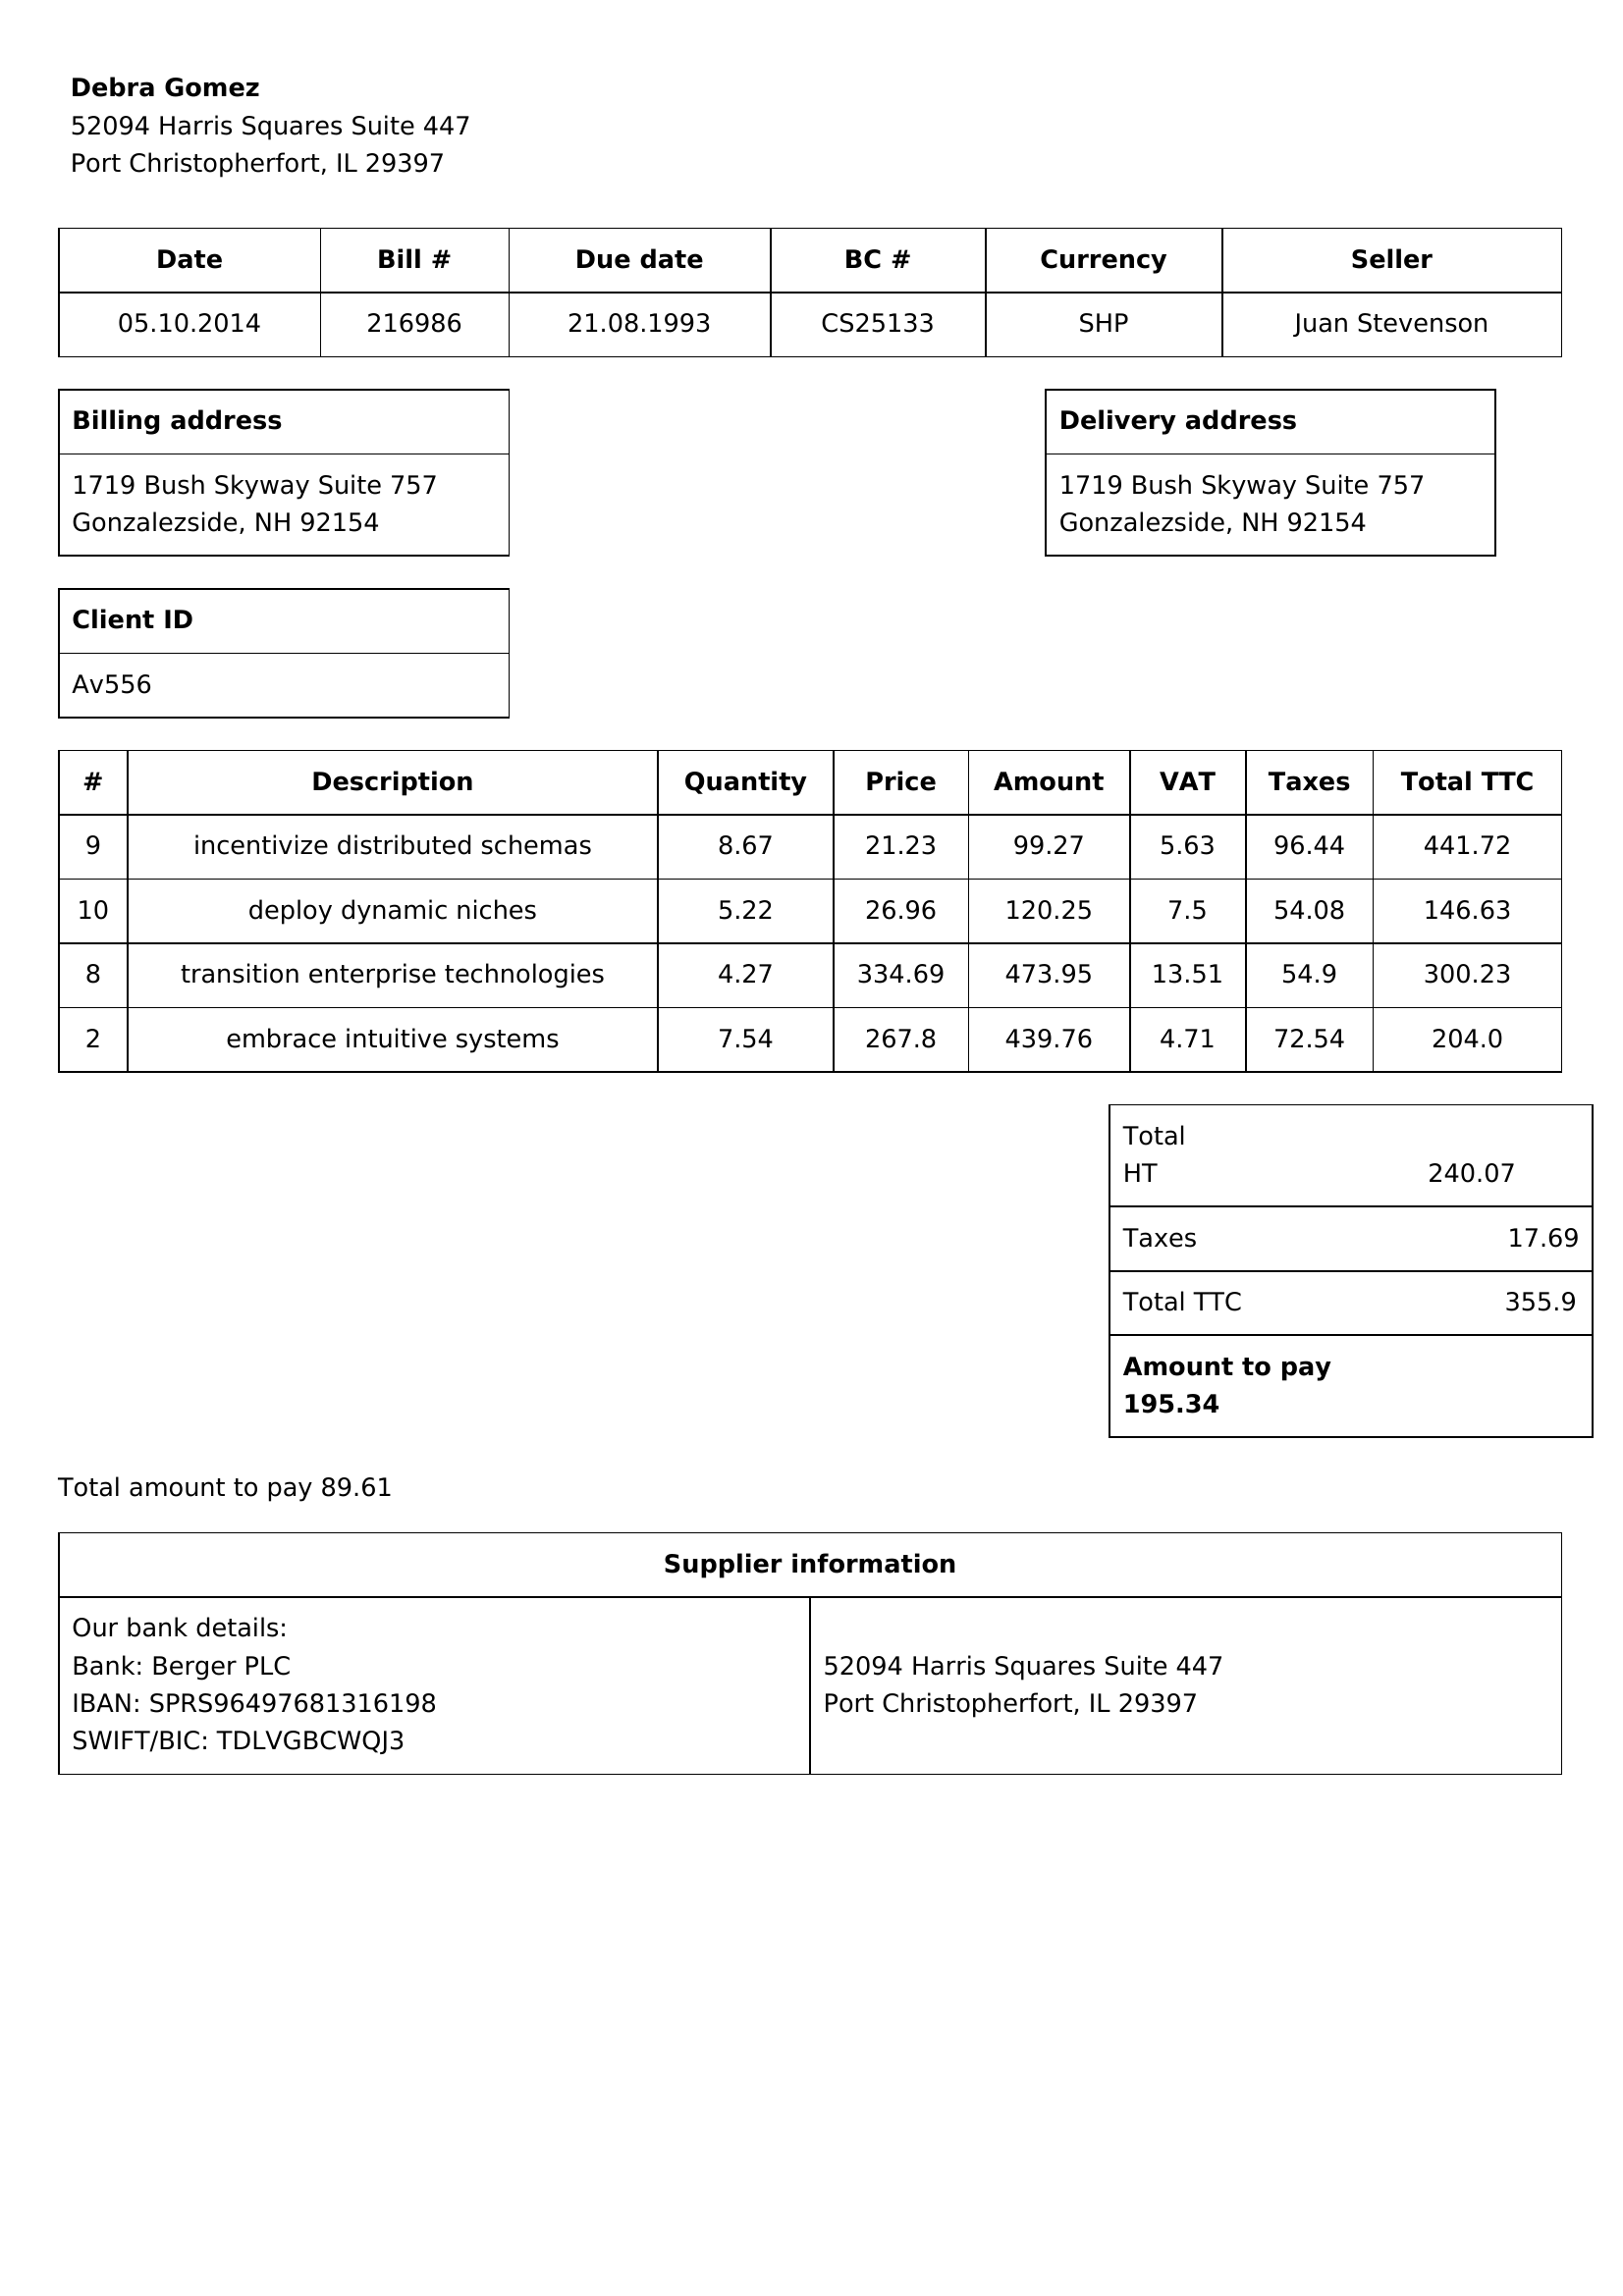 Debra Gomez
52094 Harris Squares Suite 447
Port Christopherfort, IL 29397
Date Bill # Due date BC # Currency Seller
05.10.2014 216986 21.08.1993 CS25133 SHP Juan Stevenson
Billing address
1719 Bush Skyway Suite 757
Gonzalezside, NH 92154
Delivery address
1719 Bush Skyway Suite 757
Gonzalezside, NH 92154
Client ID
Av556
# Description Quantity Price Amount VAT Taxes Total TTC
9 incentivize distributed schemas 8.67 21.23 99.27 5.63 96.44 441.72
10 deploy dynamic niches 5.22 26.96 120.25 7.5 54.08 146.63
8 transition enterprise technologies 4.27 334.69 473.95 13.51 54.9 300.23
2 embrace intuitive systems 7.54 267.8 439.76 4.71 72.54 204.0
Total
HT 240.07
Taxes 17.69
Total TTC 355.9
Amount to pay
195.34
Total amount to pay 89.61
Supplier information
Our bank details:
Bank: Berger PLC
IBAN: SPRS96497681316198
SWIFT/BIC: TDLVGBCWQJ3
52094 Harris Squares Suite 447
Port Christopherfort, IL 29397